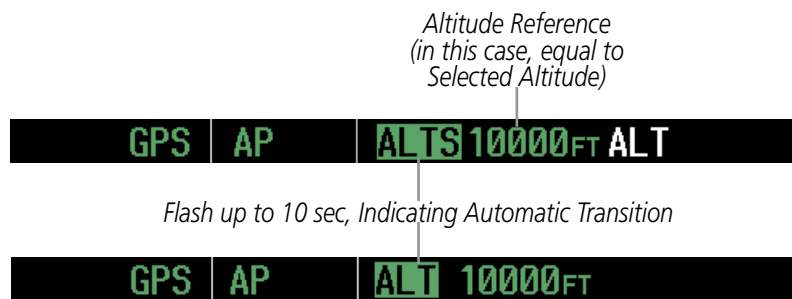 Altitude Reference
(in this case, equal to
Selected Altitude)
GPS AP ALTS 10000FT ALT
Flash up to 10 sec, Indicating Automatic Transition
GPS AP ALT 10000FT